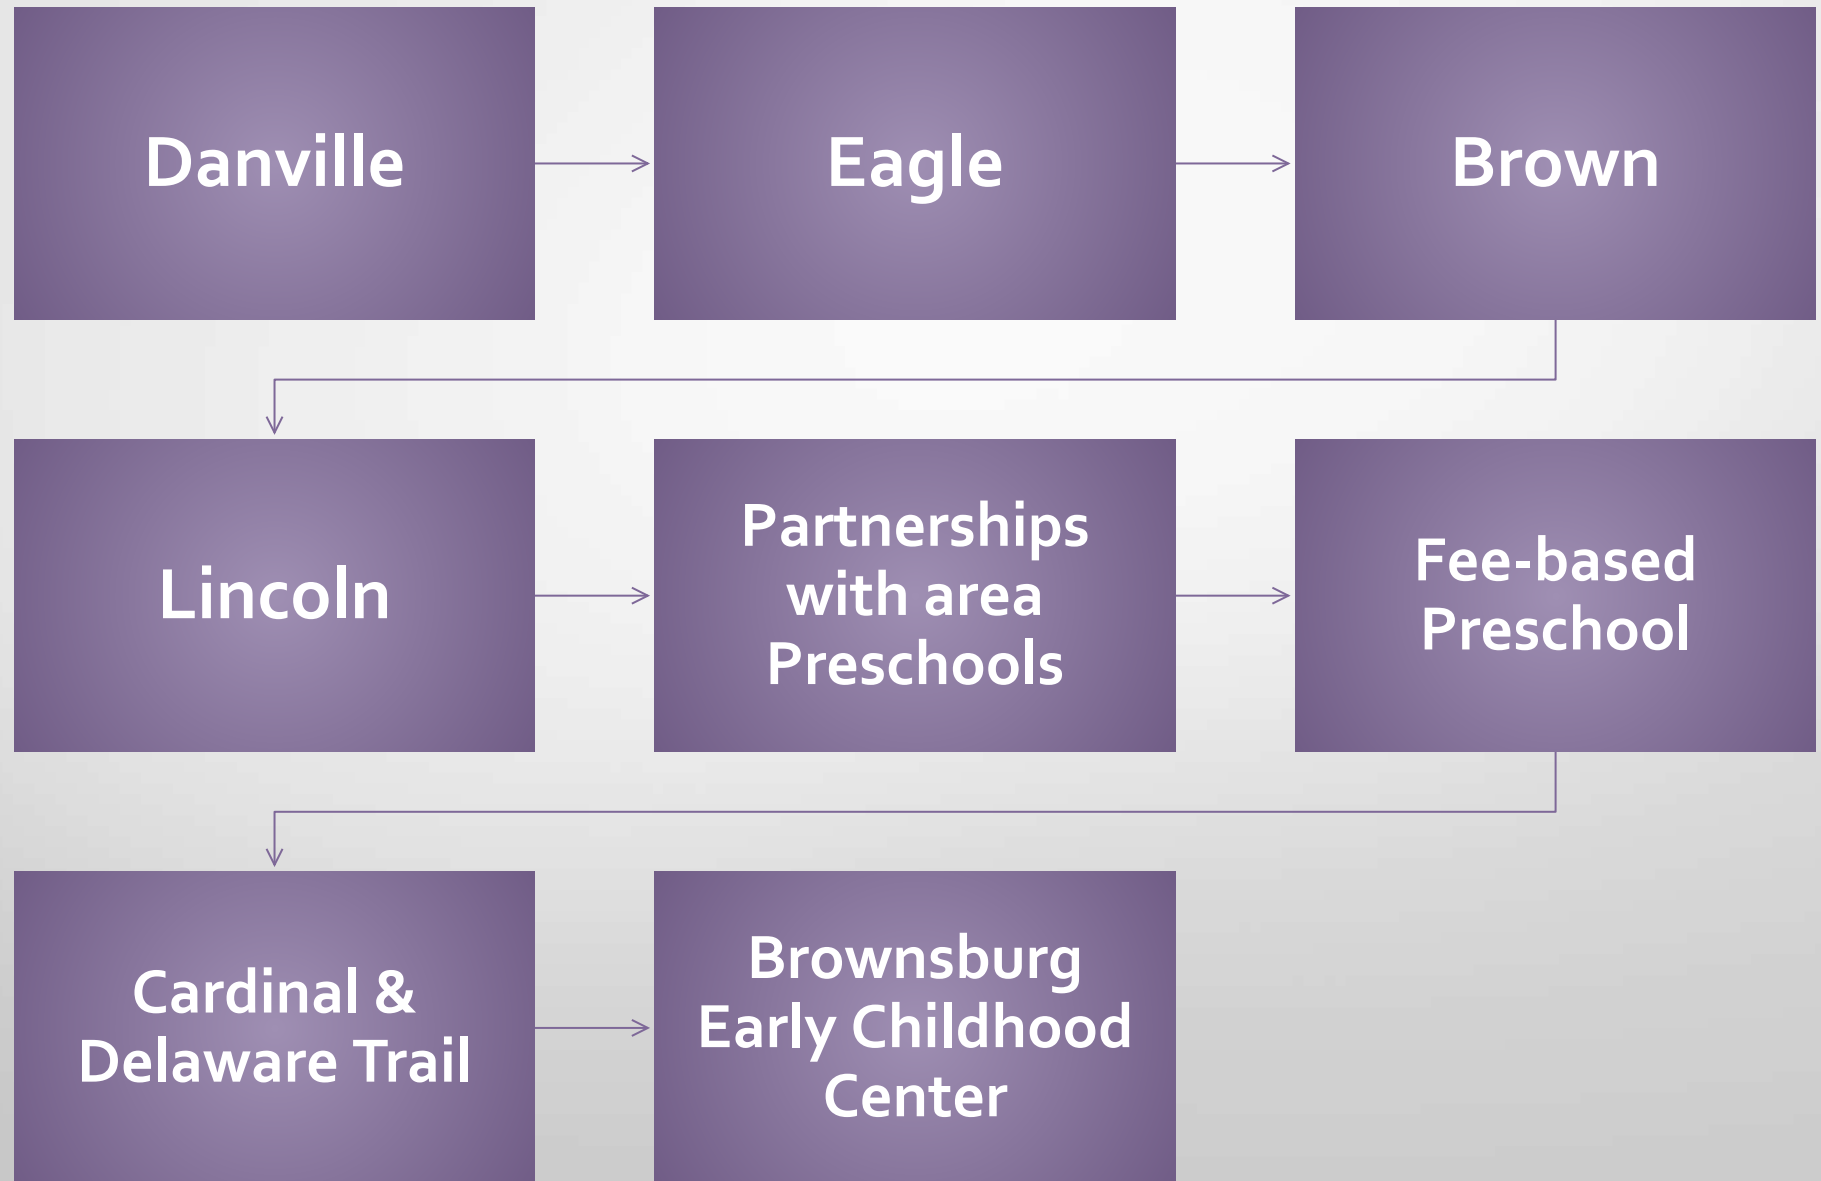 Danville
Eagle
Brown
Lincoln
Partnerships
with area
Preschools
Fee-based
Preschool
Cardinal &
Delaware Trail
Brownsburg
Early Childhood
Center